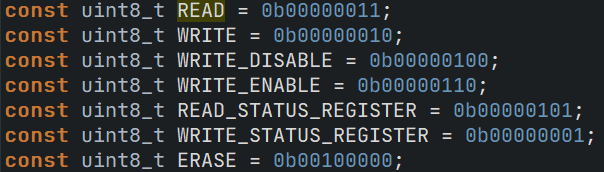 const uint8_t READ = 0b00000011;
const uint8_t WRITE = 0b00000010;
const uint8_t WRITE_DISABLE = 0b00000100;
const uint8_t WRITE_ENABLE = 0b00000110;
const uint8_t READ_STATUS_REGISTER = 0b00000101;
const uint8_t WRITE_STATUS_REGISTER = 0b00000001;
const uint8_t ERASE = 0b00100000;